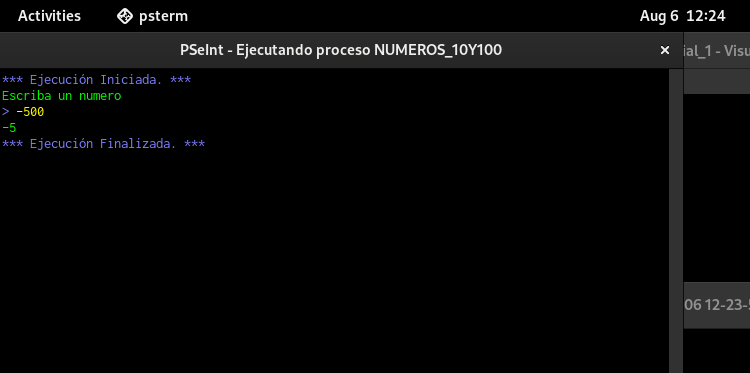 Activities psterm Aug 6 12:24
PSeInt - Ejecutando proceso NUMEROS_10Y100 ×
ial_1 - Visu
*** Ejecución Iniciada. ***
Escriba un numero
> -500
-5
*** Ejecución Finalizada. ***
06 12-23-5